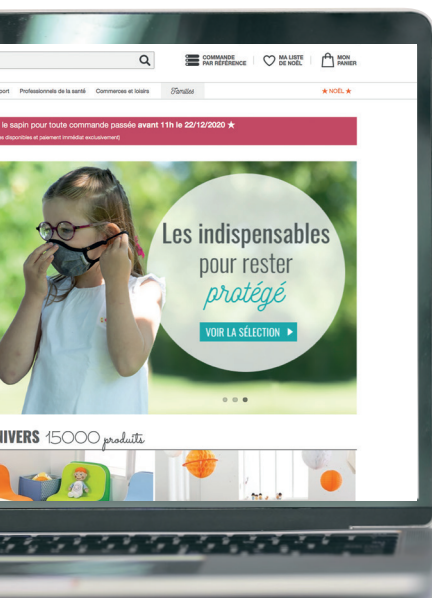 COMMANDE
PAR RÉFÉRENCE
MA LISTE
DE NOËL
MON
PANIER
port
Professionnels de la santé
Commerces et loisirs
Familles
★ NOËL ★
le sapin pour toute commande passée avant 11h le 22/12/2020 ★
es disponibles et paiement immédiat exclusivement)
Les indispensables
pour rester
protégé
VOIR LA SÉLECTION
NIVERS 15000 produits